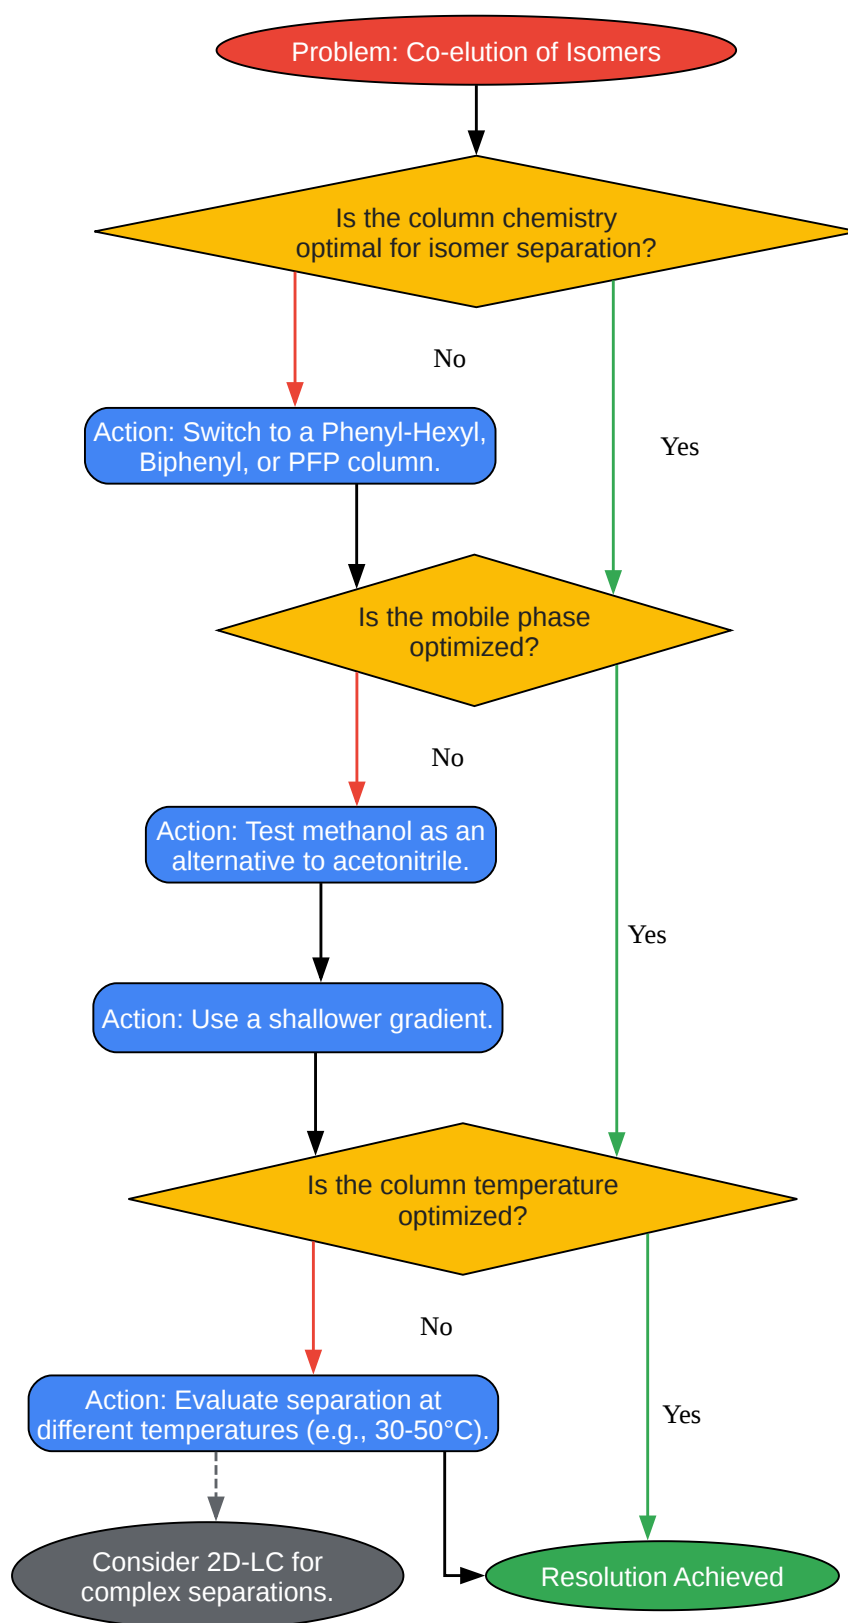 Problem: Co-elution of Isomers
Is the column chemistry
optimal for isomer separation?
No
Action: Switch to a Phenyl-Hexyl,
Biphenyl, or PFP column.
Yes
Is the mobile phase
optimized?
No
Action: Test methanol as an
alternative to acetonitrile.
Yes
Action: Use a shallower gradient.
Is the column temperature
optimized?
No
Action: Evaluate separation at
different temperatures (e.g., 30-50°C).
Yes
Consider 2D-LC for
complex separations.
Resolution Achieved